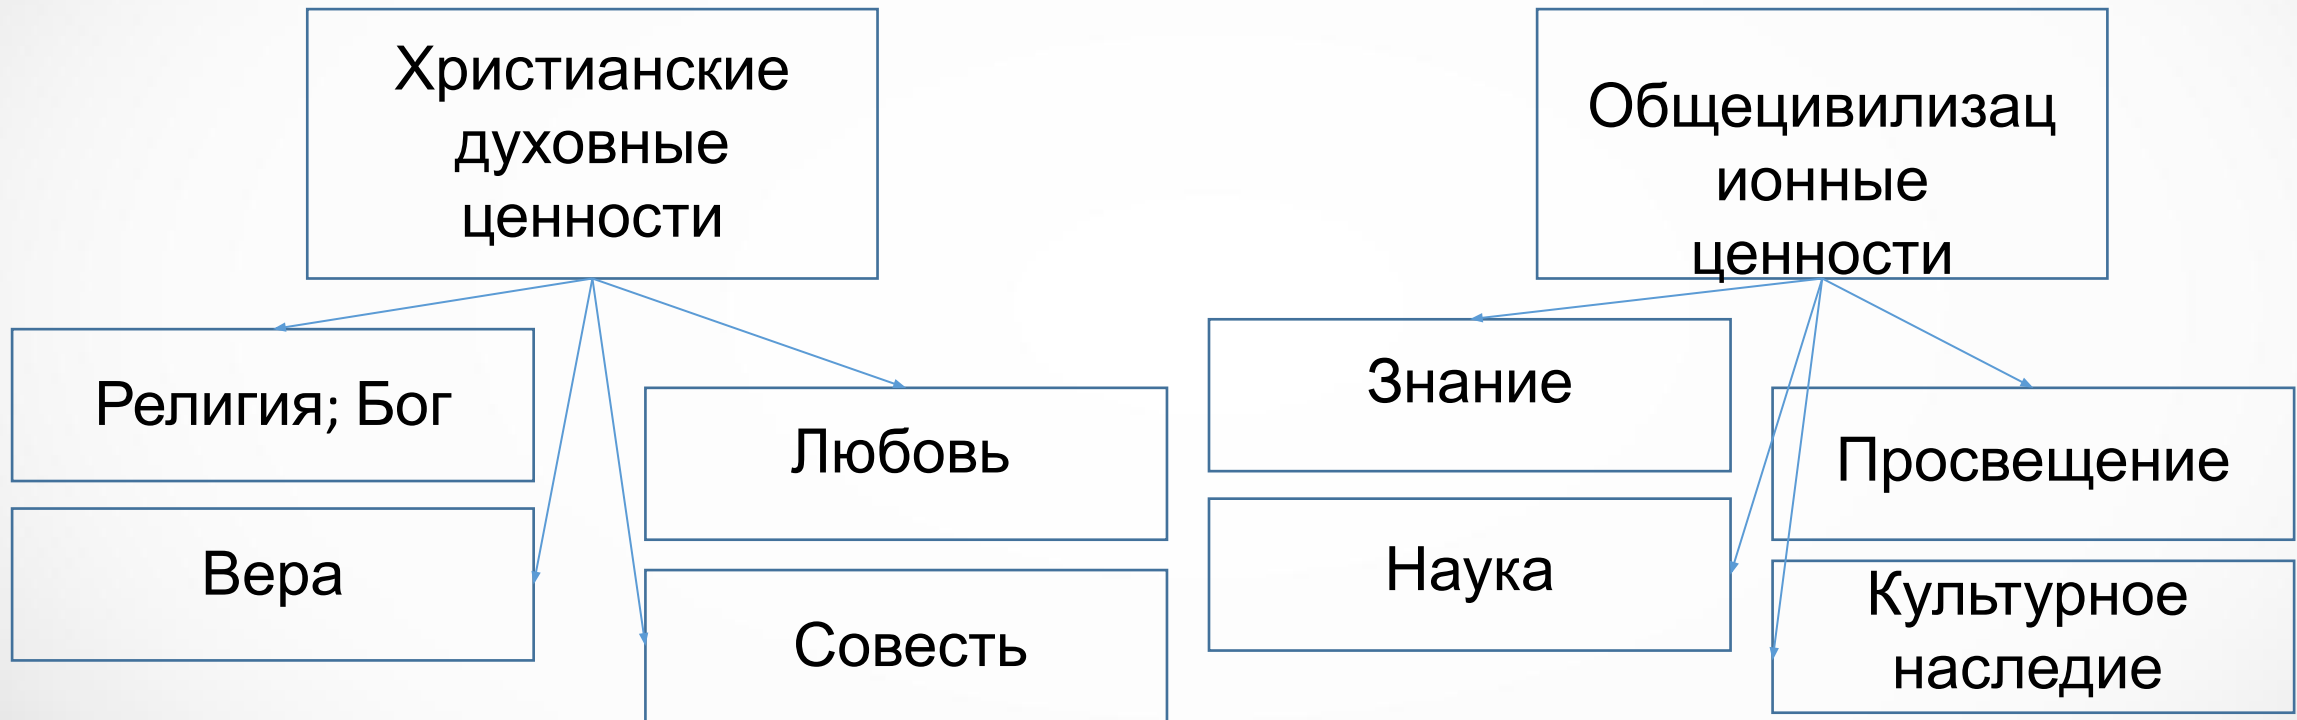 Христианские
духовные
ценности
Религия; Бог
Вера
Любовь
Совесть
Общецивилизац
ионные
ценности
Знание
Наука
Просвещение
Культурное
наследие